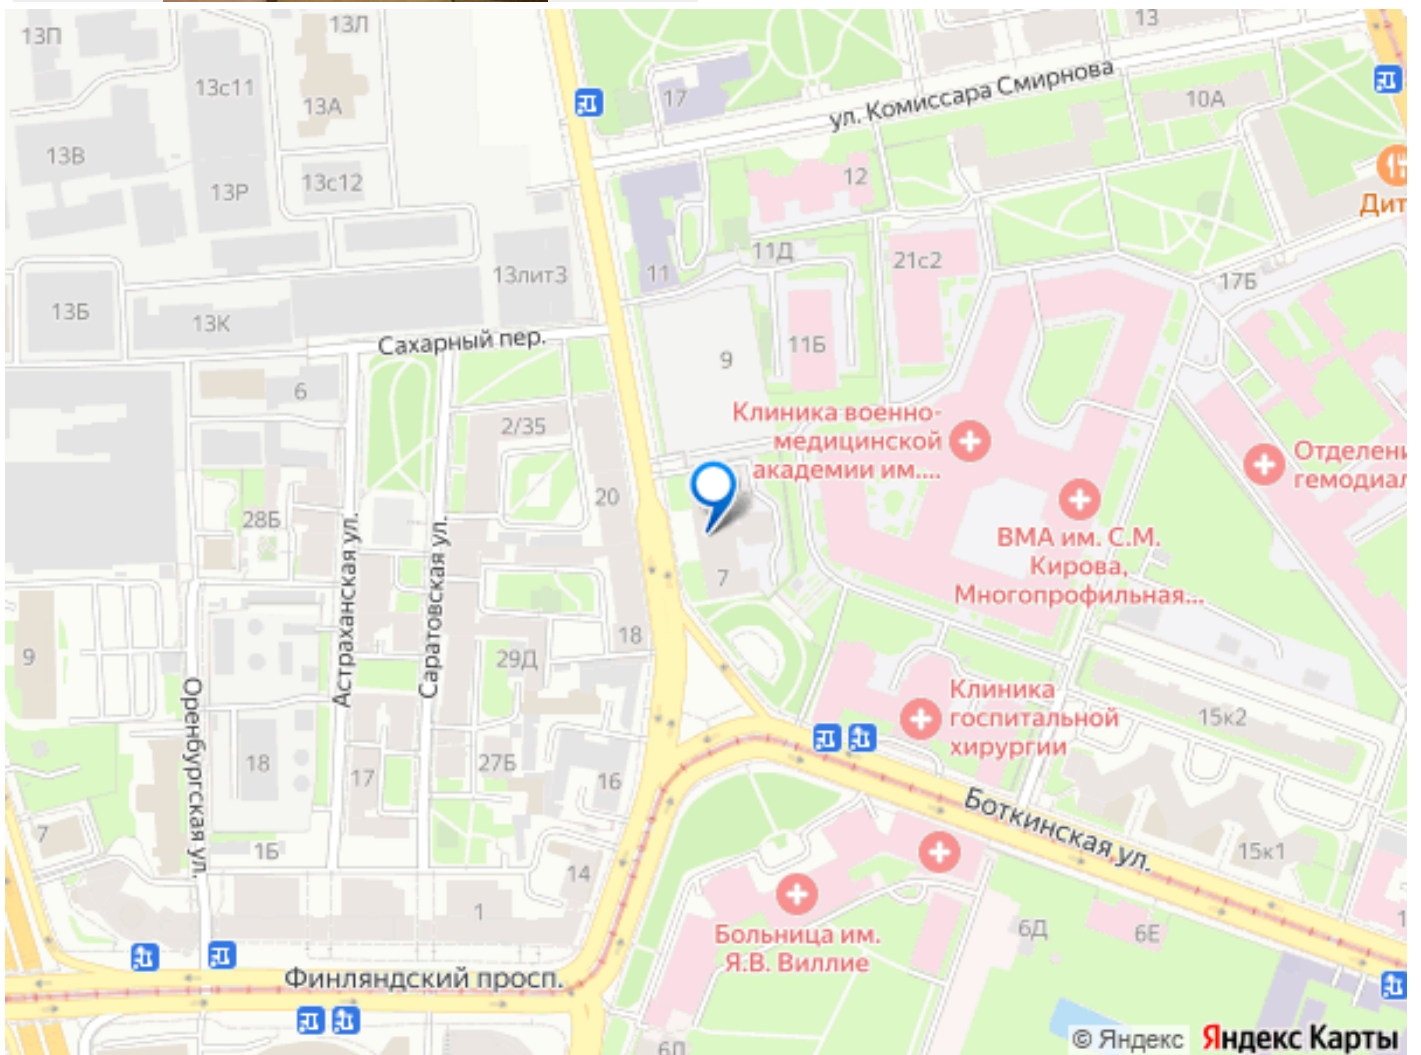 13П
13Л
13
13с11
13А
17
ул. Комиссара Смирнова
10А
13В
13Р
13с12
12
Дит
11Д
21с2
11
13лит3
17Б
13Б
13К
Сахарный пер.
9
11Б
6
2/35
Клиника военно-
медицинской
академии им....
Отделени
гемодиал
20
28Б
ВМА им. С.М.
Кирова,
Многопрофильная...
7
Астраханская ул.
Саратовская ул.
18
9
29Д
Оренбургская ул.
Клиника
госпитальной
хирургии
15к2
18
17
27Б
16
Боткинская ул.
7
1Б
14
15к1
1
Больница им.
Я.В. Виллие
6Д
6Е
1
Финляндский просп.
6П
© Яндекс Яндекс Карты